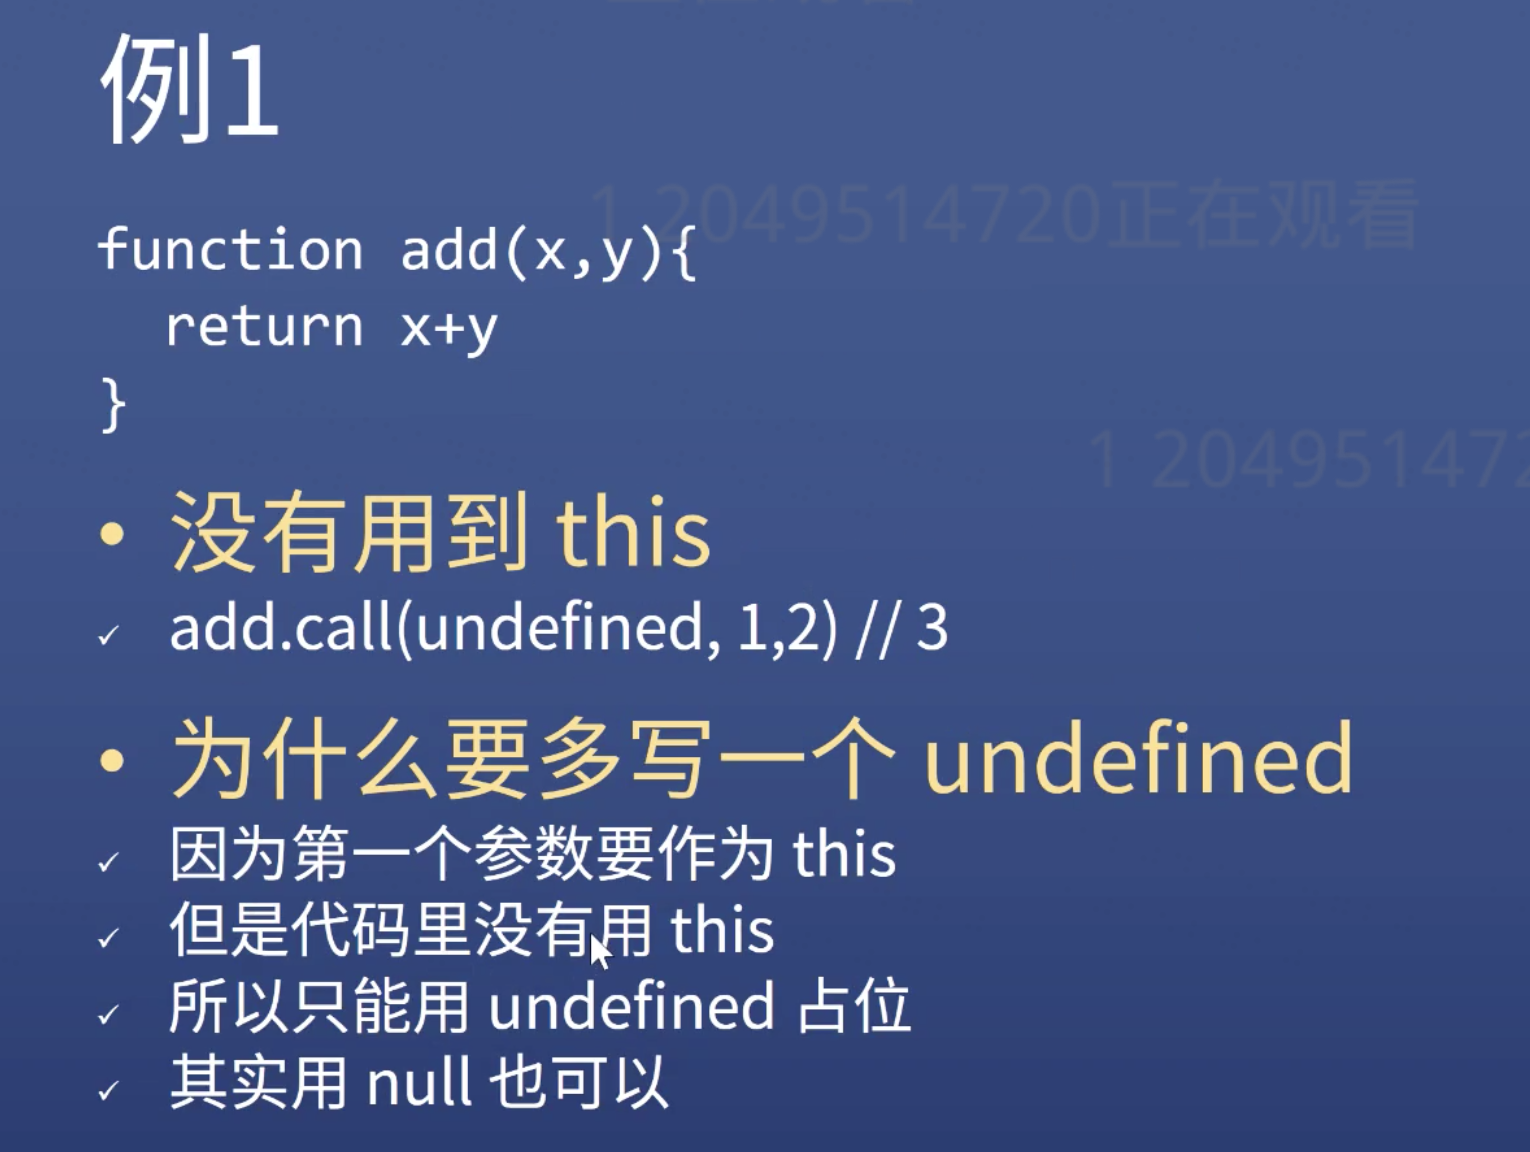 例1
1 2049514720正在观看
function add(x,y){
  return x+y
}
1 204951472
• 没有用到 this
✓ add.call(undefined, 1,2) // 3
• 为什么要多写一个 undefined
✓ 因为第一个参数要作为 this
✓ 但是代码里没有用 this
✓ 所以只能用 undefined 占位
✓ 其实用 null 也可以